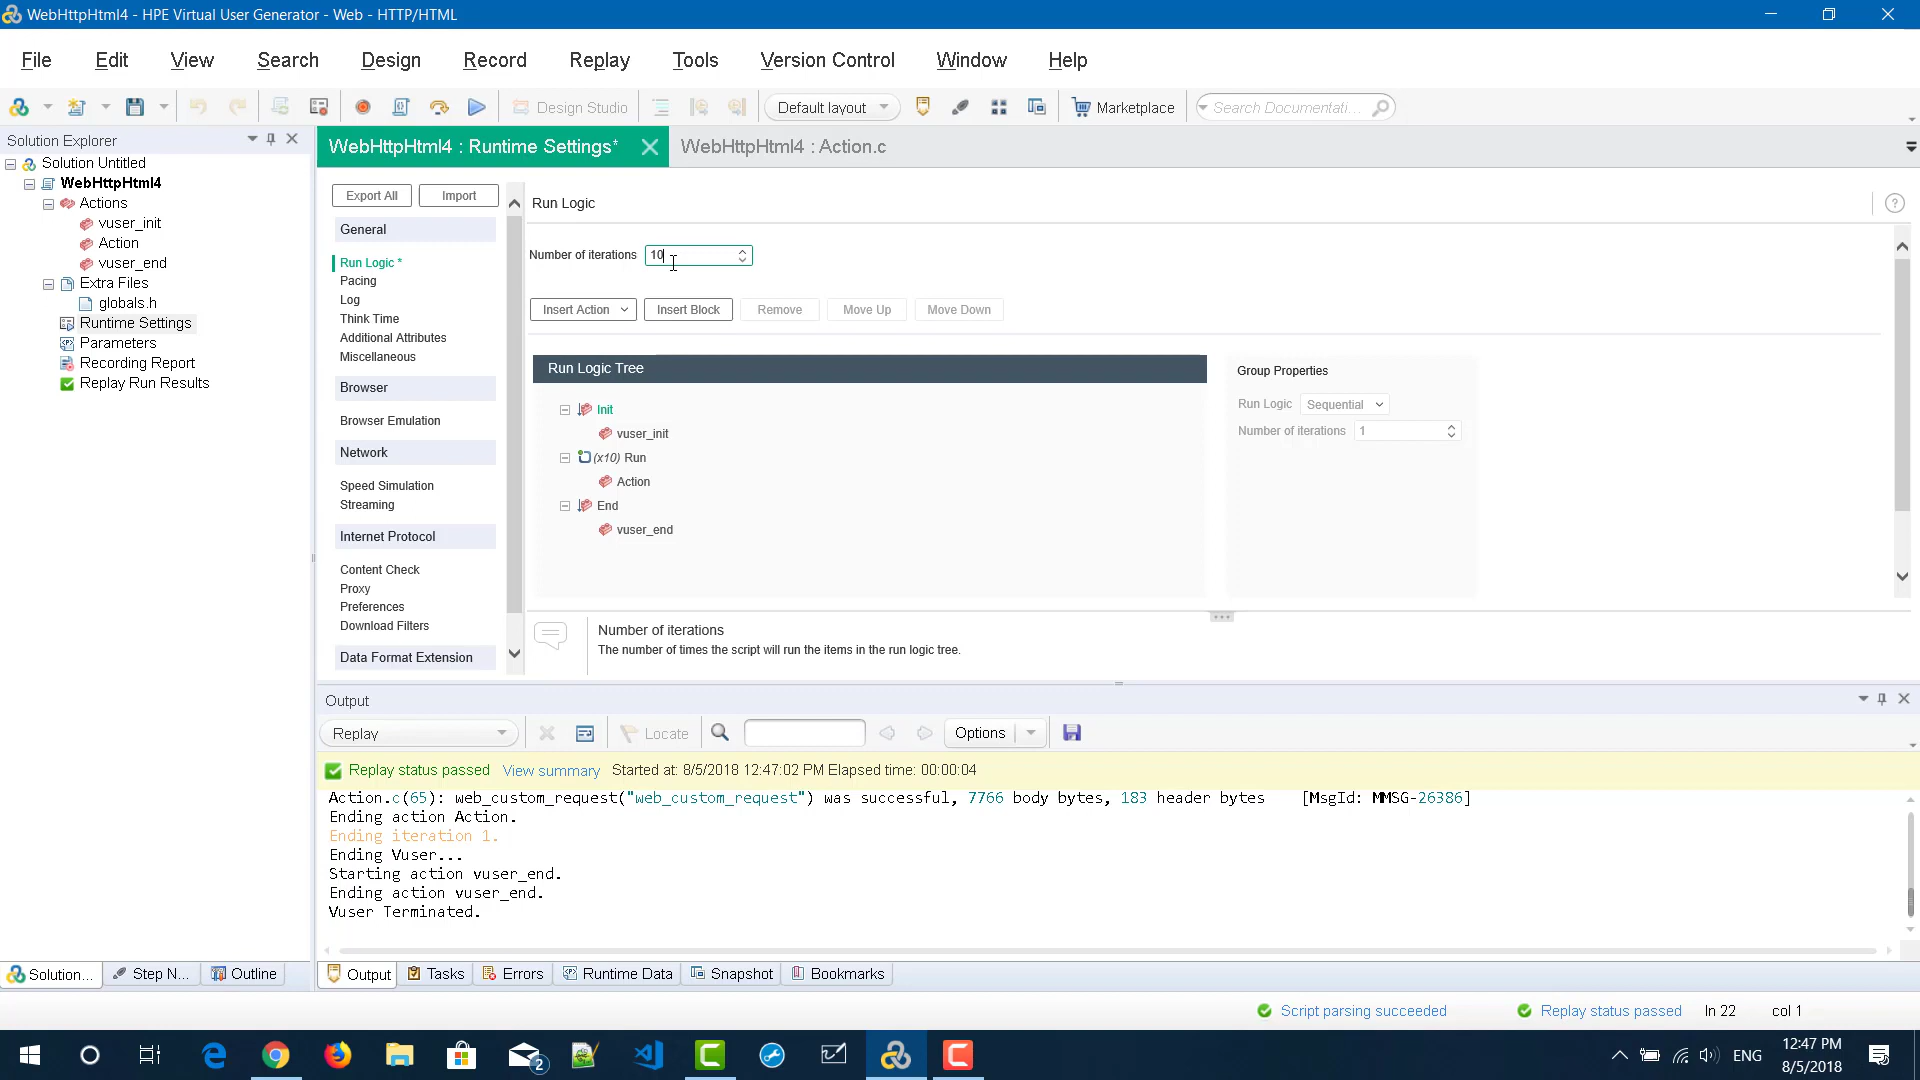 WebHttpHtml4 - HPE Virtual User Generator - Web - HTTP/HTML
File Edit View Search Design Record Replay Tools Version Control Window Help
Design Studio Default layout Marketplace Search Documentati...
Solution Explorer
Solution Untitled
WebHttpHtml4
Actions
vuser_init
Action
vuser_end
Extra Files
globals.h
Runtime Settings
Parameters
Recording Report
Replay Run Results
WebHttpHtml4 : Runtime Settings* WebHttpHtml4 : Action.c
Export All Import
General
Run Logic *
Pacing
Log
Think Time
Additional Attributes
Miscellaneous
Browser
Browser Emulation
Network
Speed Simulation
Streaming
Internet Protocol
Content Check
Proxy
Preferences
Download Filters
Data Format Extension
Run Logic
Number of iterations 10
Insert Action Insert Block Remove Move Up Move Down
Run Logic Tree
Init
vuser_init
(x10) Run
Action
End
vuser_end
Group Properties
Run Logic Sequential
Number of iterations 1
Number of iterations
The number of times the script will run the items in the run logic tree.
Output
Replay Locate Options
Replay status passed View summary Started at: 8/5/2018 12:47:02 PM Elapsed time: 00:00:04
Action.c(65): web_custom_request("web_custom_request") was successful, 7766 body bytes, 183 header bytes [MsgId: MMSG-26386]
Ending action Action.
Ending iteration 1.
Ending Vuser...
Starting action vuser_end.
Ending action vuser_end.
Vuser Terminated.
Solution... Step N... Outline Output Tasks Errors Runtime Data Snapshot Bookmarks
Script parsing succeeded Replay status passed ln 22 col 1
2
ENG
12:47 PM
8/5/2018